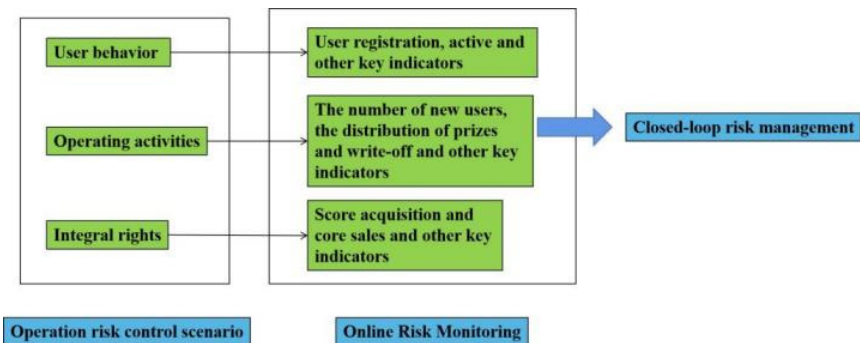 User behavior
User registration, active and
other key indicators
Operating activities
The number of new users,
the distribution of prizes
and write-off and other key
indicators
Closed-loop risk management
Integral rights
Score acquisition and
core sales and other key
indicators
Operation risk control scenario
Online Risk Monitoring